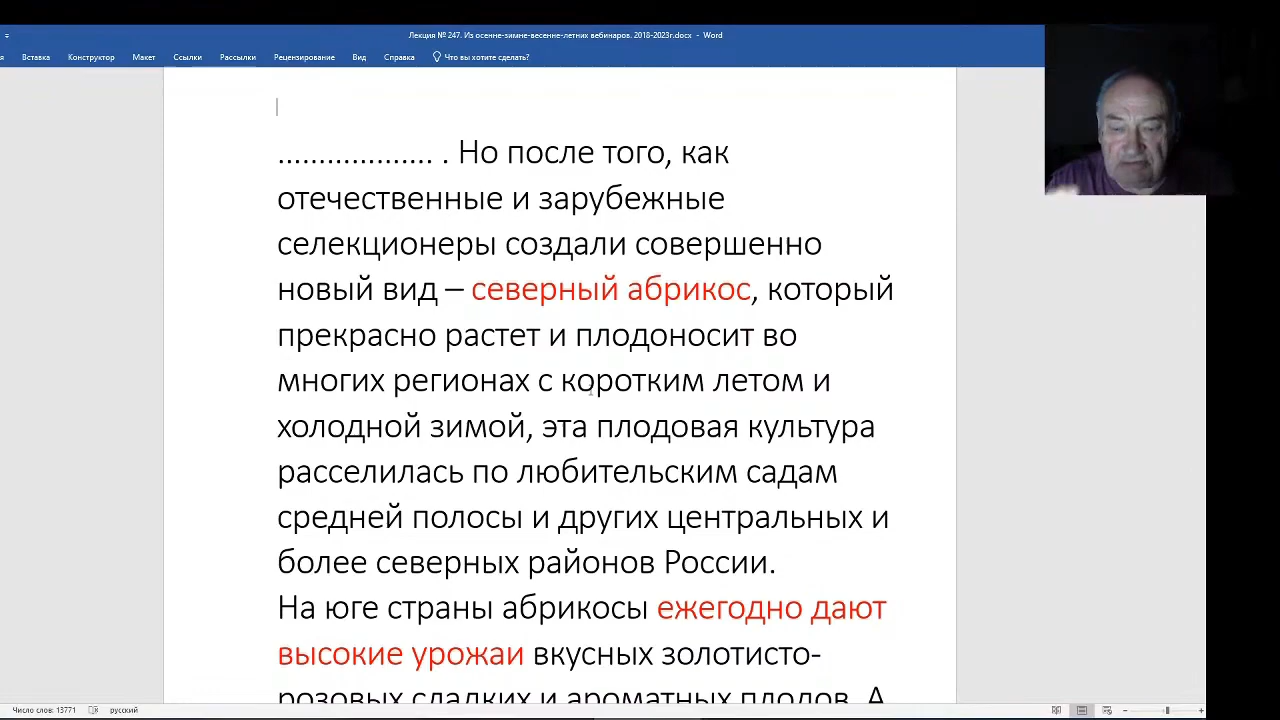 Лекция № 247. Из осенне-зимне-весенне-летних вебинаров. 2018-2023г.docx - Word
я Вставка Конструктор Макет Ссылки Рассылки Рецензирование Вид Справка Что вы хотите сделать?
................... . Но после того, как
отечественные и зарубежные
селекционеры создали совершенно
новый вид – северный абрикос, который
прекрасно растет и плодоносит во
многих регионах с коротким летом и
холодной зимой, эта плодовая культура
расселилась по любительским садам
средней полосы и других центральных и
более северных районов России.
На юге страны абрикосы ежегодно дают
высокие урожаи вкусных золотисто-
розовых сладких и ароматных плодов. А
Число слов: 13771 русский